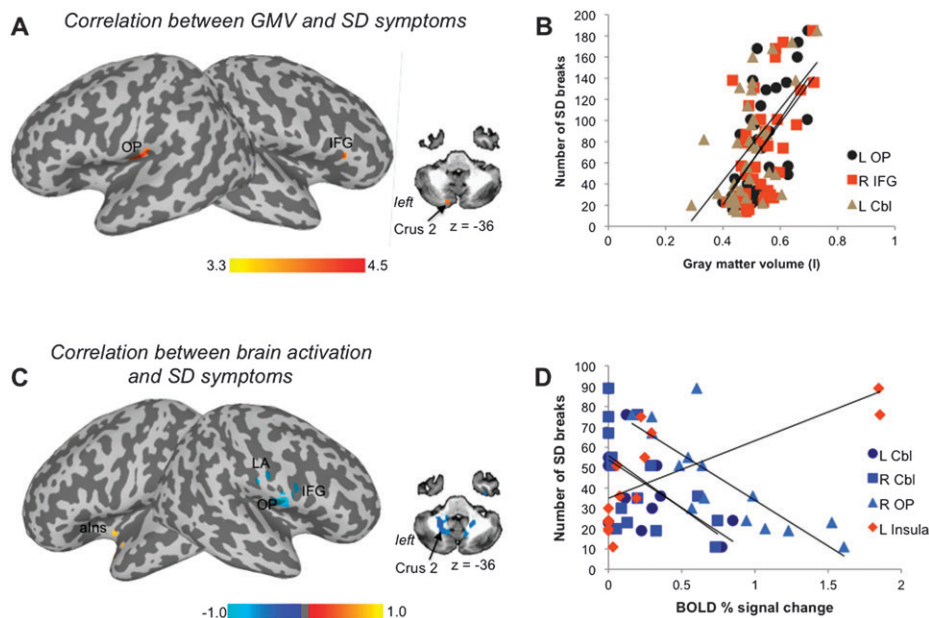 A
Correlation between GMV and SD symptoms
OP
IFG
left
Crus 2
z = -36
3.3
4.5
B
Number of SD breaks
200
180
160
140
120
100
80
60
40
20
0
0
0.2
0.4
0.6
0.8
1
Gray matter volume (l)
L OP
R IFG
L Cbl
C
Correlation between brain activation
and SD symptoms
LA
IFG
OP
aIns
left
Crus 2
z = -36
-1.0
1.0
D
Number of SD breaks
100
90
80
70
60
50
40
30
20
10
0
0
0.5
1
1.5
2
BOLD % signal change
L Cbl
R Cbl
R OP
L Insula